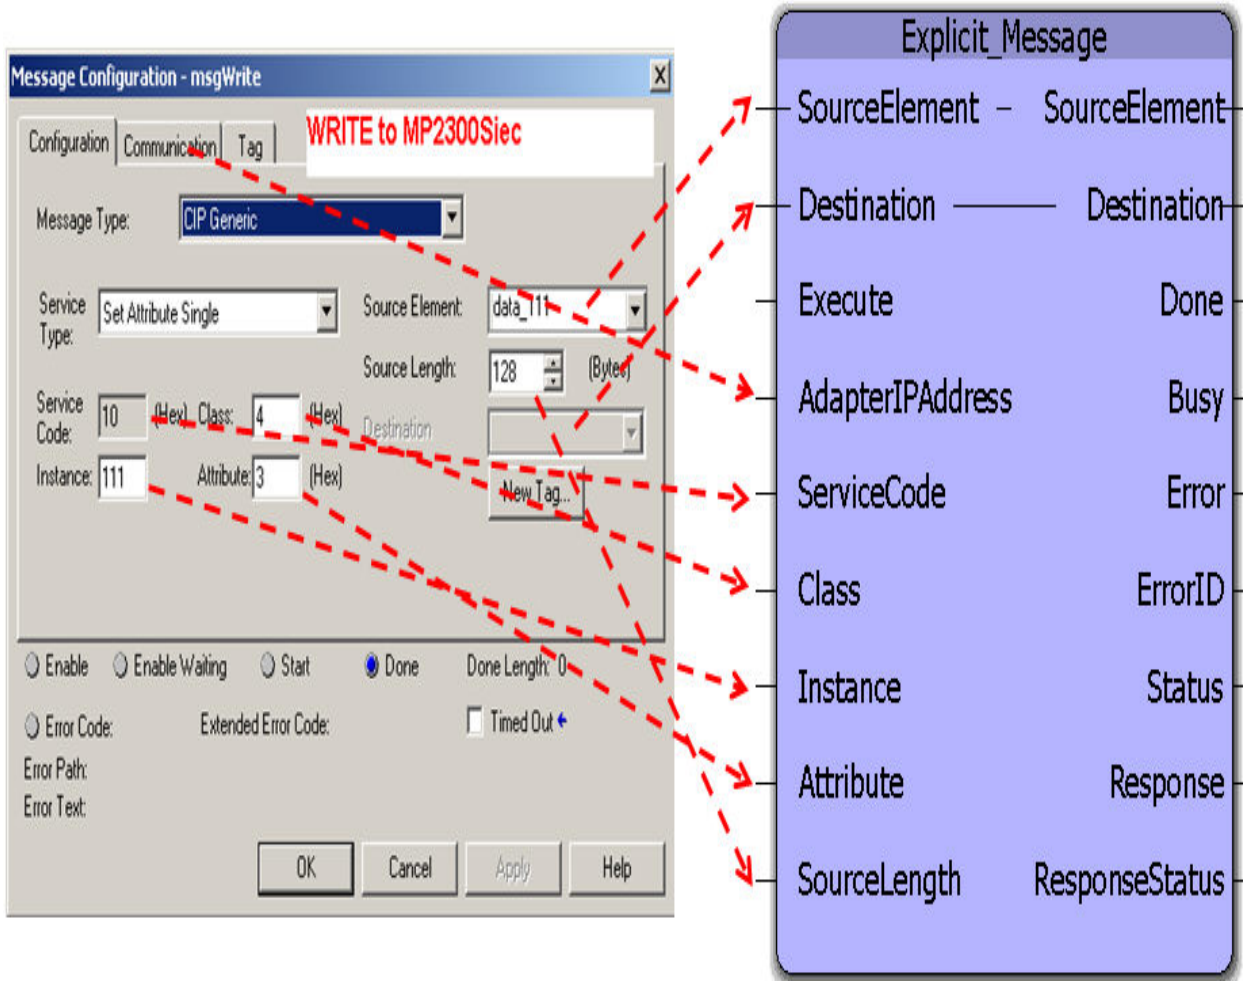 Message Configuration - msgWrite
X
Configuration Communication Tag
WRITE to MP2300Siec
Message Type: CIP Generic
Service Type: Set Attribute Single
Source Element: data_111
Source Length: 128 (Bytes)
Service Code: 10 (Hex) Class: 4 (Hex)
Destination
Instance: 111 Attribute: 3 (Hex)
New Tag...
Enable Enable Waiting Start Done Done Length: 0
Error Code: Extended Error Code: Timed Out
Error Path:
Error Text:
OK Cancel Apply Help
Explicit_Message
SourceElement SourceElement
Destination Destination
Execute Done
AdapterIPAddress Busy
ServiceCode Error
Class ErrorID
Instance Status
Attribute Response
SourceLength ResponseStatus